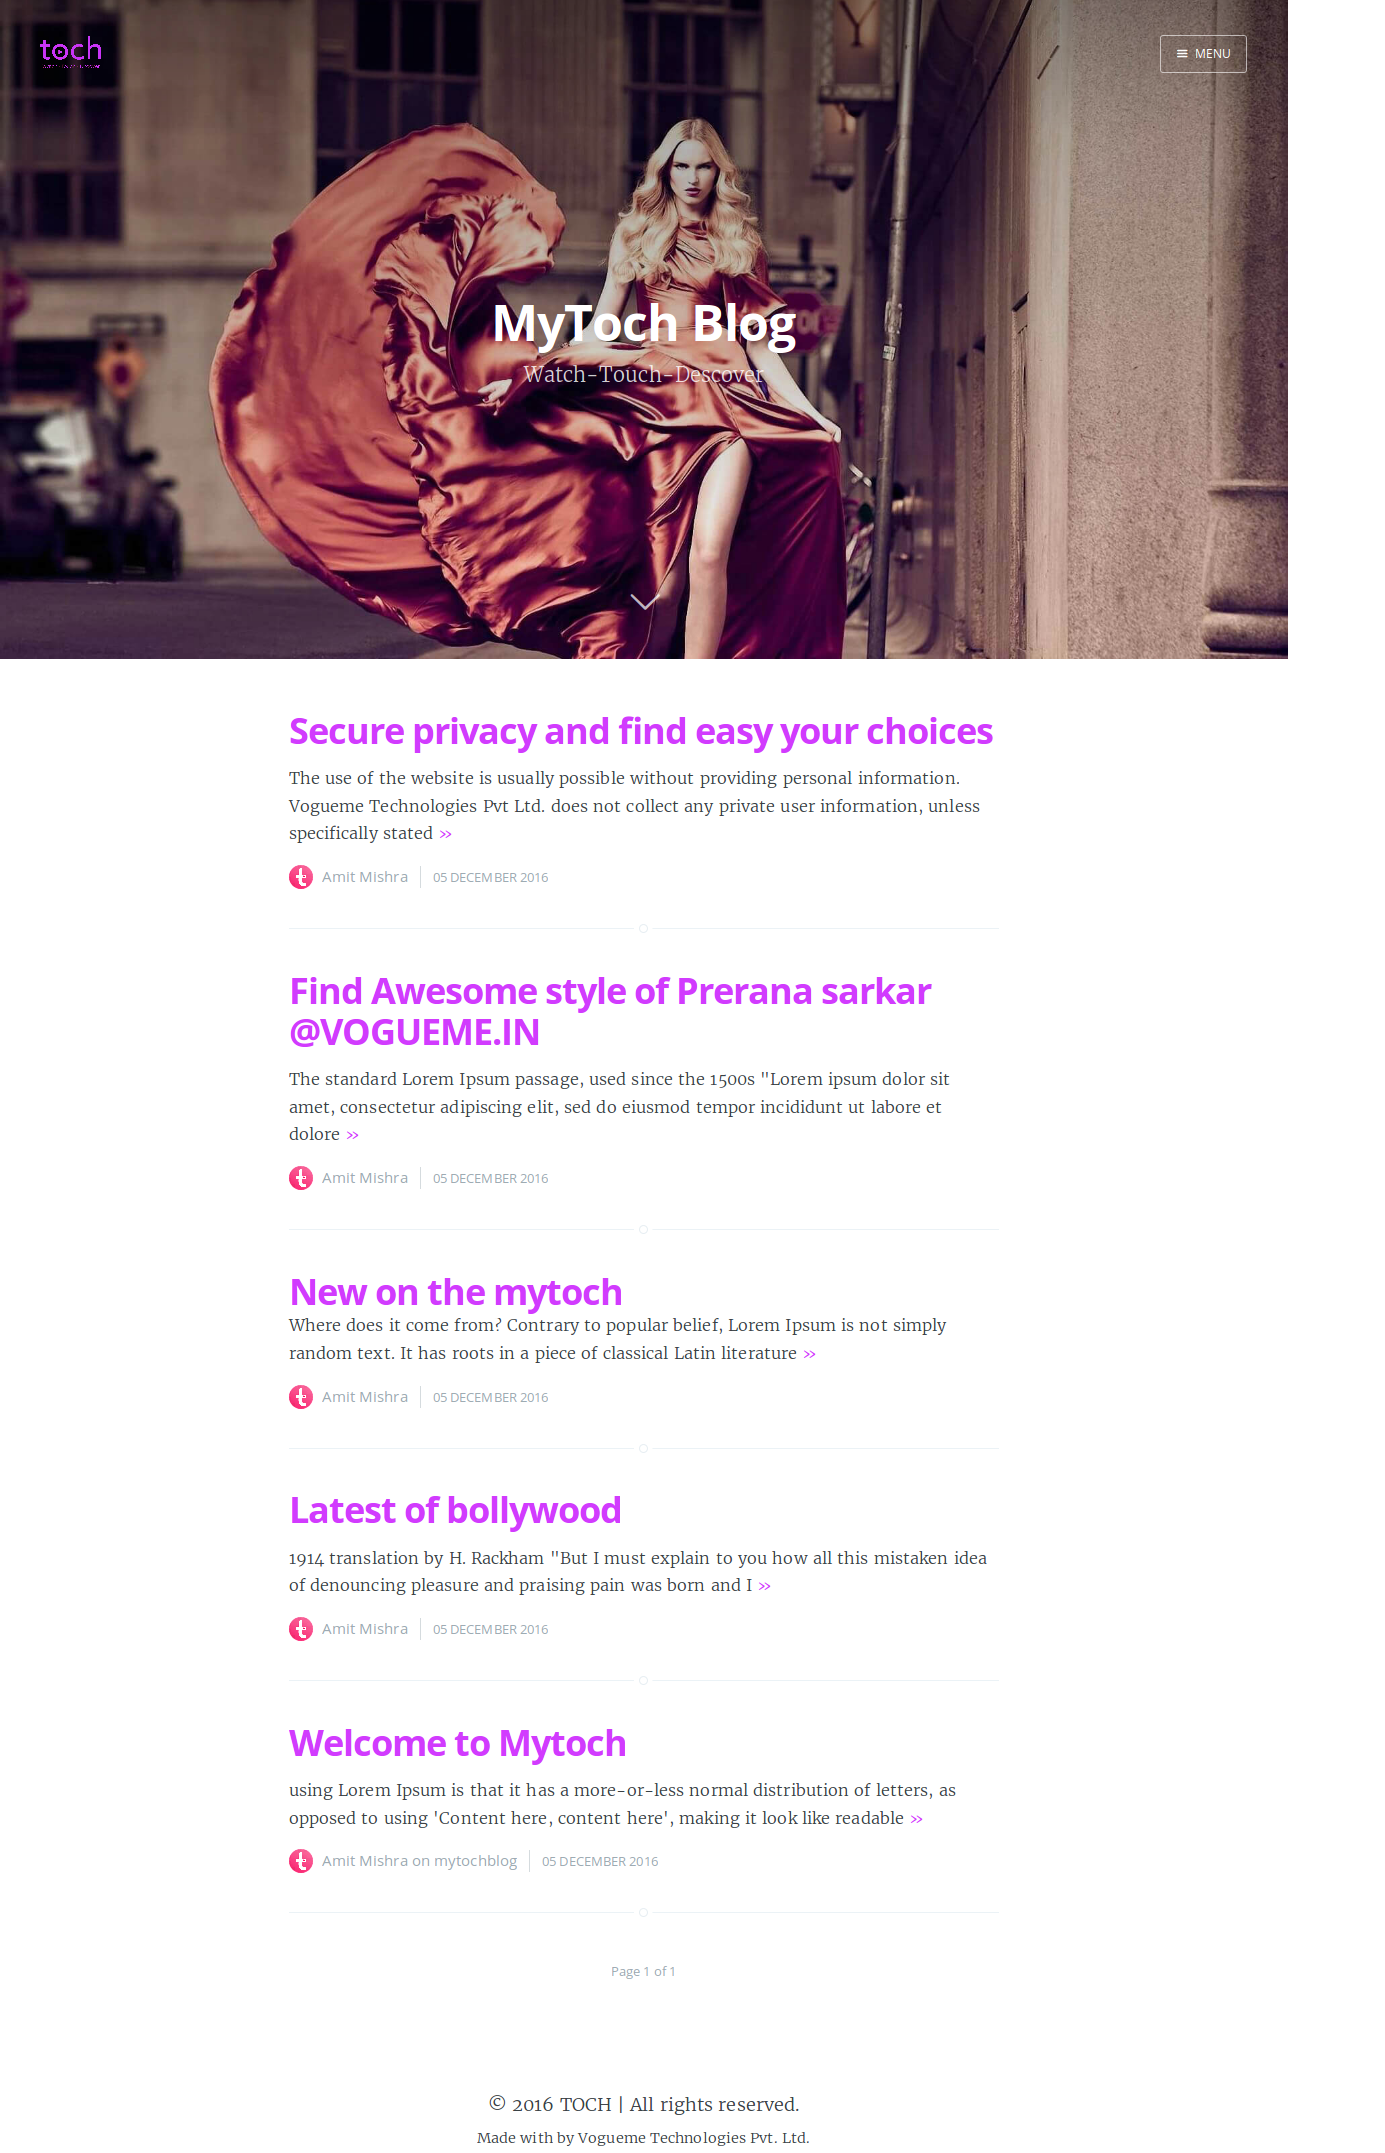 toch
MENU
MyToch Blog
Watch-Touch-Descover
Secure privacy and find easy your choices
The use of the website is usually possible without providing personal information.
Vogueme Technologies Pvt Ltd. does not collect any private user information, unless
specifically stated »
Amit Mishra
05 DECEMBER 2016
Find Awesome style of Prerana sarkar
@VOGUEME.IN
The standard Lorem Ipsum passage, used since the 1500s "Lorem ipsum dolor sit
amet, consectetur adipiscing elit, sed do eiusmod tempor incididunt ut labore et
dolore »
Amit Mishra
05 DECEMBER 2016
New on the mytoch
Where does it come from? Contrary to popular belief, Lorem Ipsum is not simply
random text. It has roots in a piece of classical Latin literature »
Amit Mishra
05 DECEMBER 2016
Latest of bollywood
1914 translation by H. Rackham "But I must explain to you how all this mistaken idea
of denouncing pleasure and praising pain was born and I »
Amit Mishra
05 DECEMBER 2016
Welcome to Mytoch
using Lorem Ipsum is that it has a more-or-less normal distribution of letters, as
opposed to using 'Content here, content here', making it look like readable »
Amit Mishra on mytochblog
05 DECEMBER 2016
Page 1 of 1
© 2016 TOCH | All rights reserved.
Made with by Vogueme Technologies Pvt. Ltd.